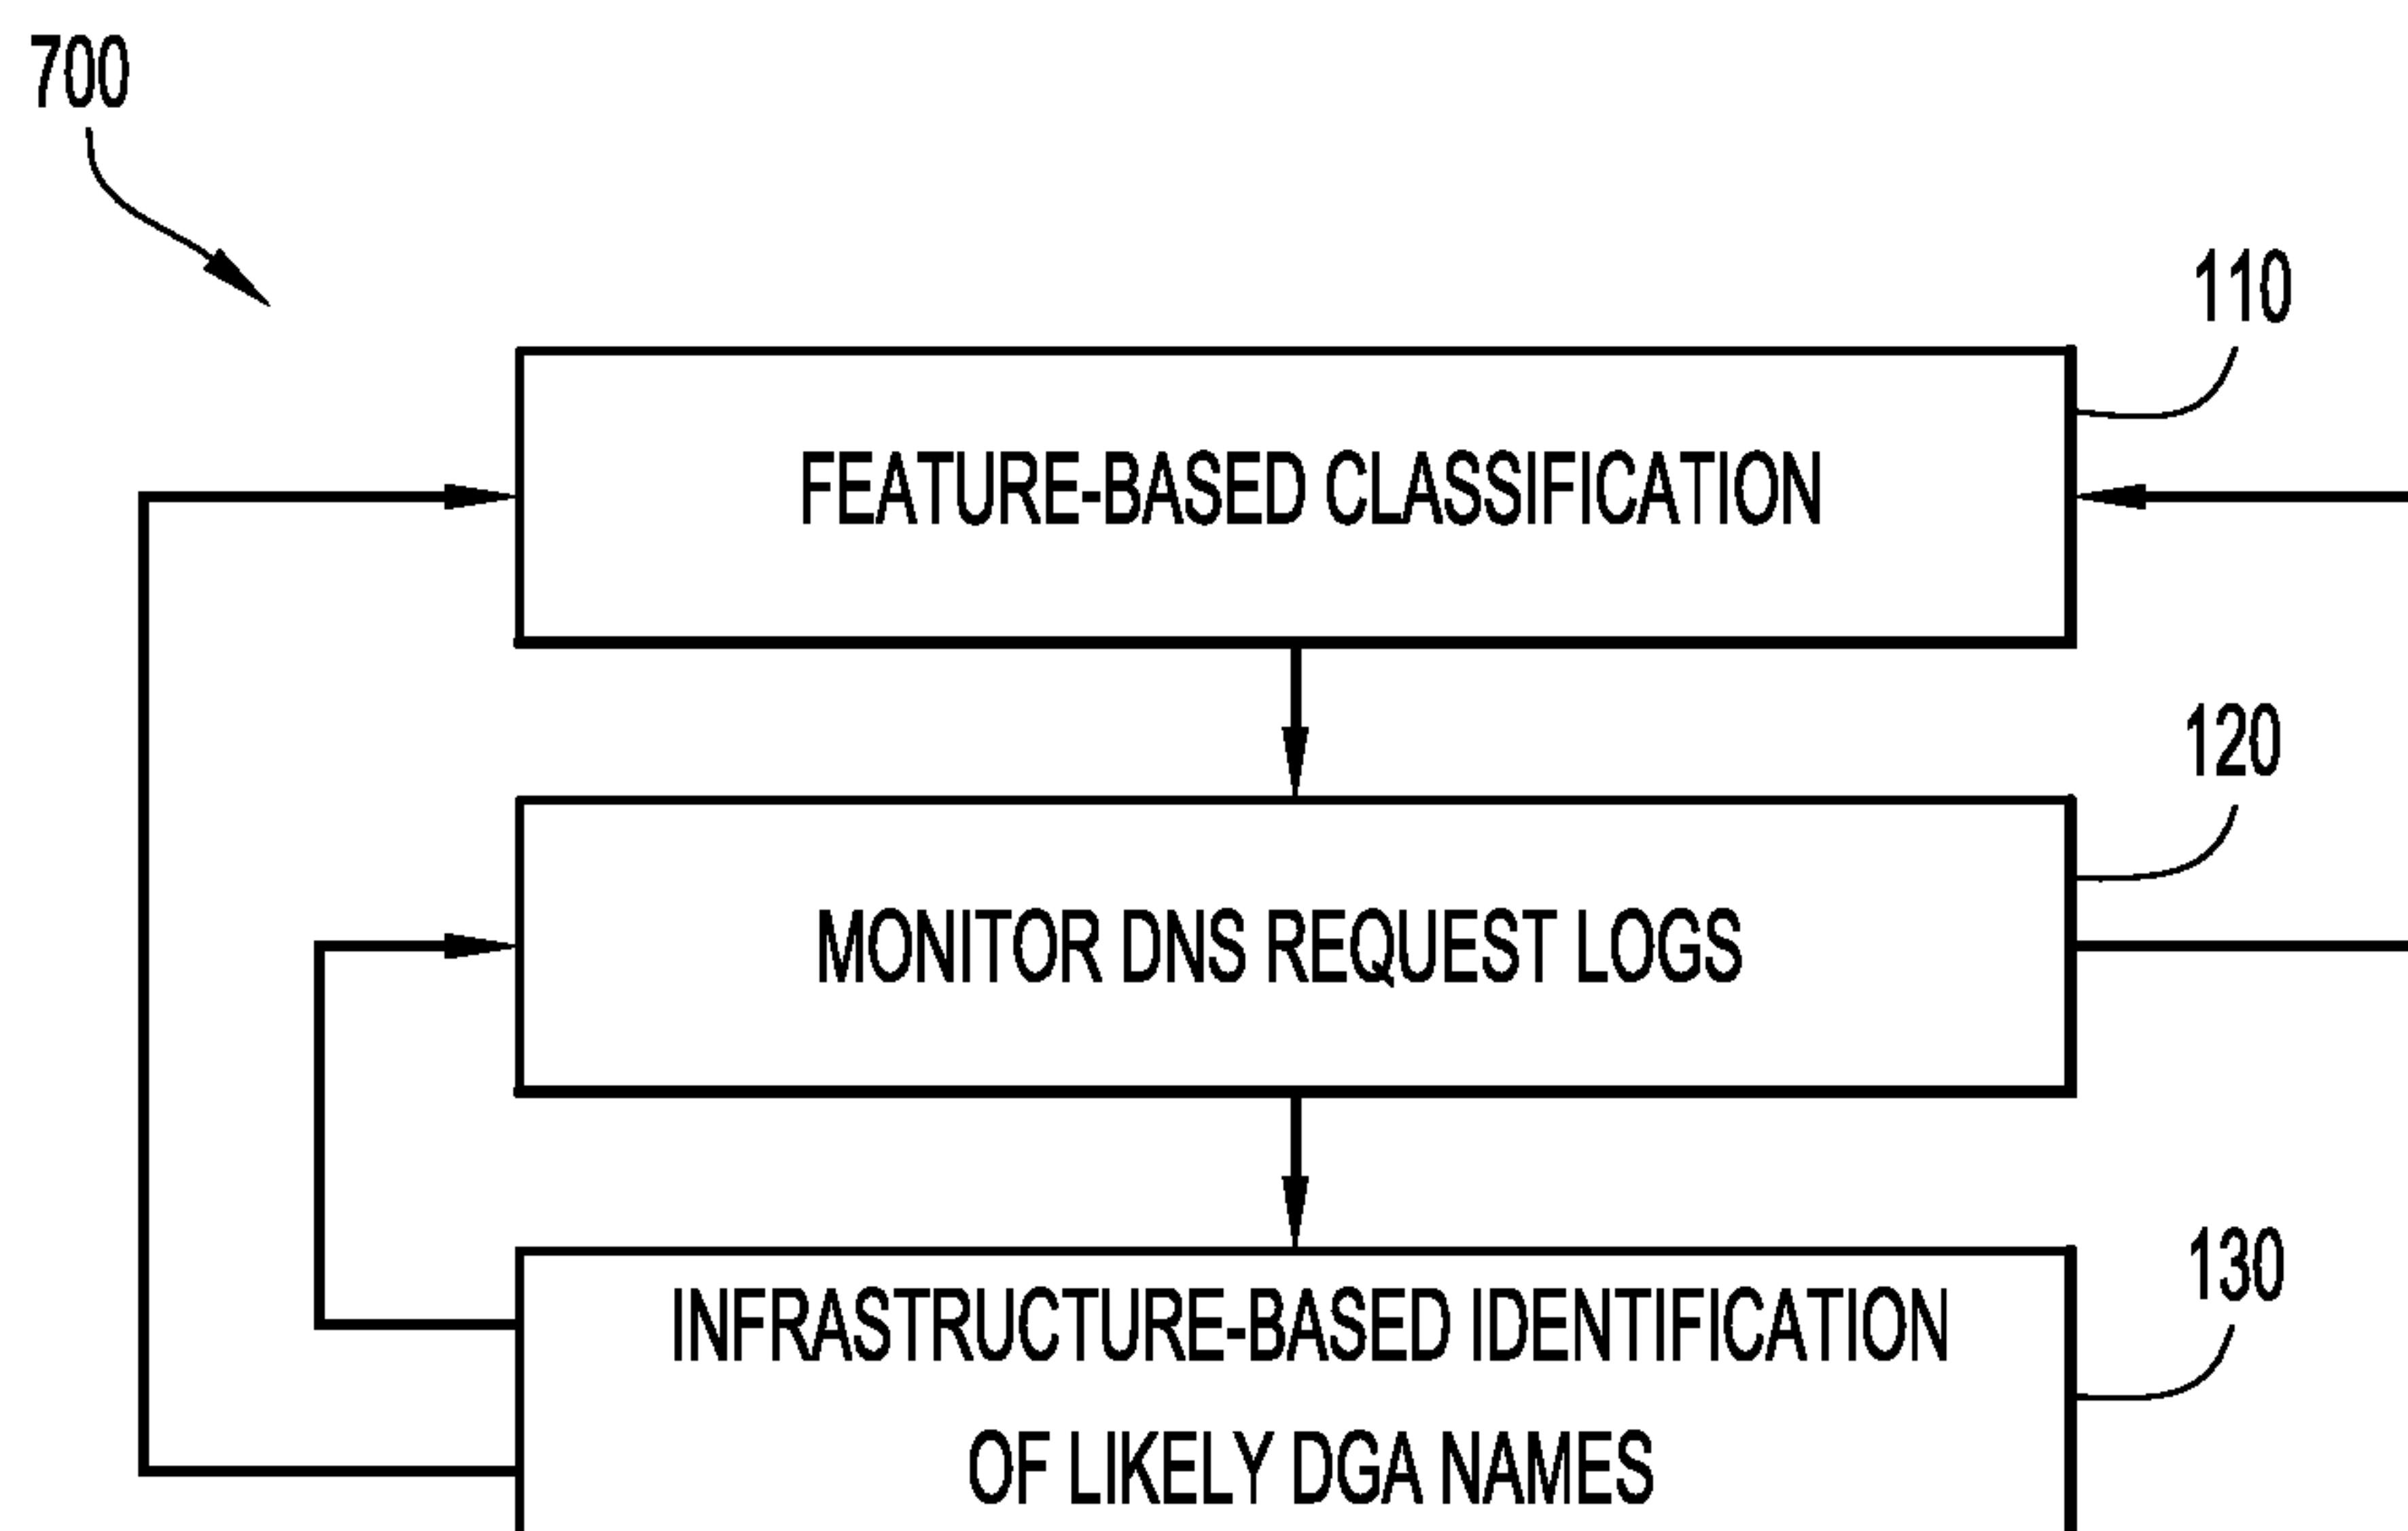 700
110
FEATURE-BASED CLASSIFICATION
120
MONITOR DNS REQUEST LOGS
130
INFRASTRUCTURE-BASED IDENTIFICATION
OF LIKELY DGA NAMES